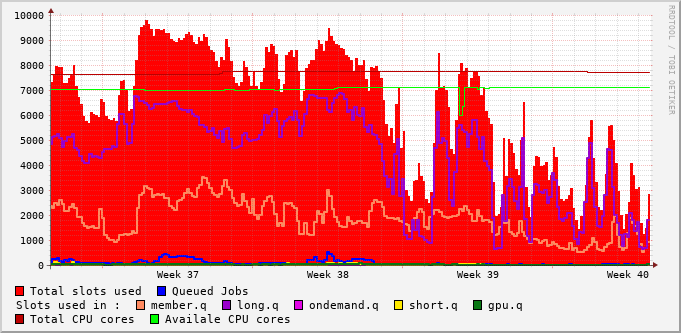 10000
9000
8000
7000
6000
5000
4000
3000
2000
1000
0
Week 37 Week 38 Week 39 Week 40
Total slots used Queued Jobs
Slots used in : member.q long.q ondemand.q short.q gpu.q
Total CPU cores Availale CPU cores
RRDTOOL / TOBI OETIKER